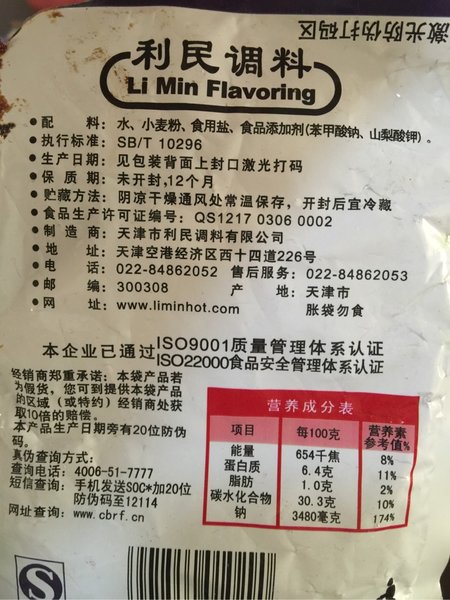 激光防伪打码区
利民调料
Li Min Flavoring
•配 料：水、小麦粉、食用盐、食品添加剂(苯甲酸钠、山梨酸钾)。
•执行标准：SB/T 10296
•生产日期：见包装背面上封口激光打码
•保 质 期：未开封,12个月
•贮藏方法：阴凉干燥通风处常温保存，开封后宜冷藏
•食品生产许可证编号：QS1217 0306 0002
•制 造 商：天津市利民调料有限公司
•地 址：天津空港经济区西十四道226号
•电 话：022-84862052 售后服务：022-84862053
•邮 编：300308 产 地：天津市
•网 址：www.liminhot.com 胀袋勿食
本企业已通过ISO9001质量管理体系认证
ISO22000食品安全管理体系认证
经销商郑重承诺：本袋产品若
为假货，您可到提供本袋产品
的区域（或特约）经销商处获
取10倍的赔偿。
本产品生产日期旁有20位防伪
码。
真伪查询方式：
查询电话：4006-51-7777
短信查询：手机发送SOC*加20位
防伪码至12114
网址查询：www.cbrf.cn
营养成分表
项目 每100克 营养素参考值%
能量 654千焦 8%
蛋白质 6.4克 11%
脂肪 1.0克 2%
碳水化合物 30.3克 10%
钠 3480毫克 174%